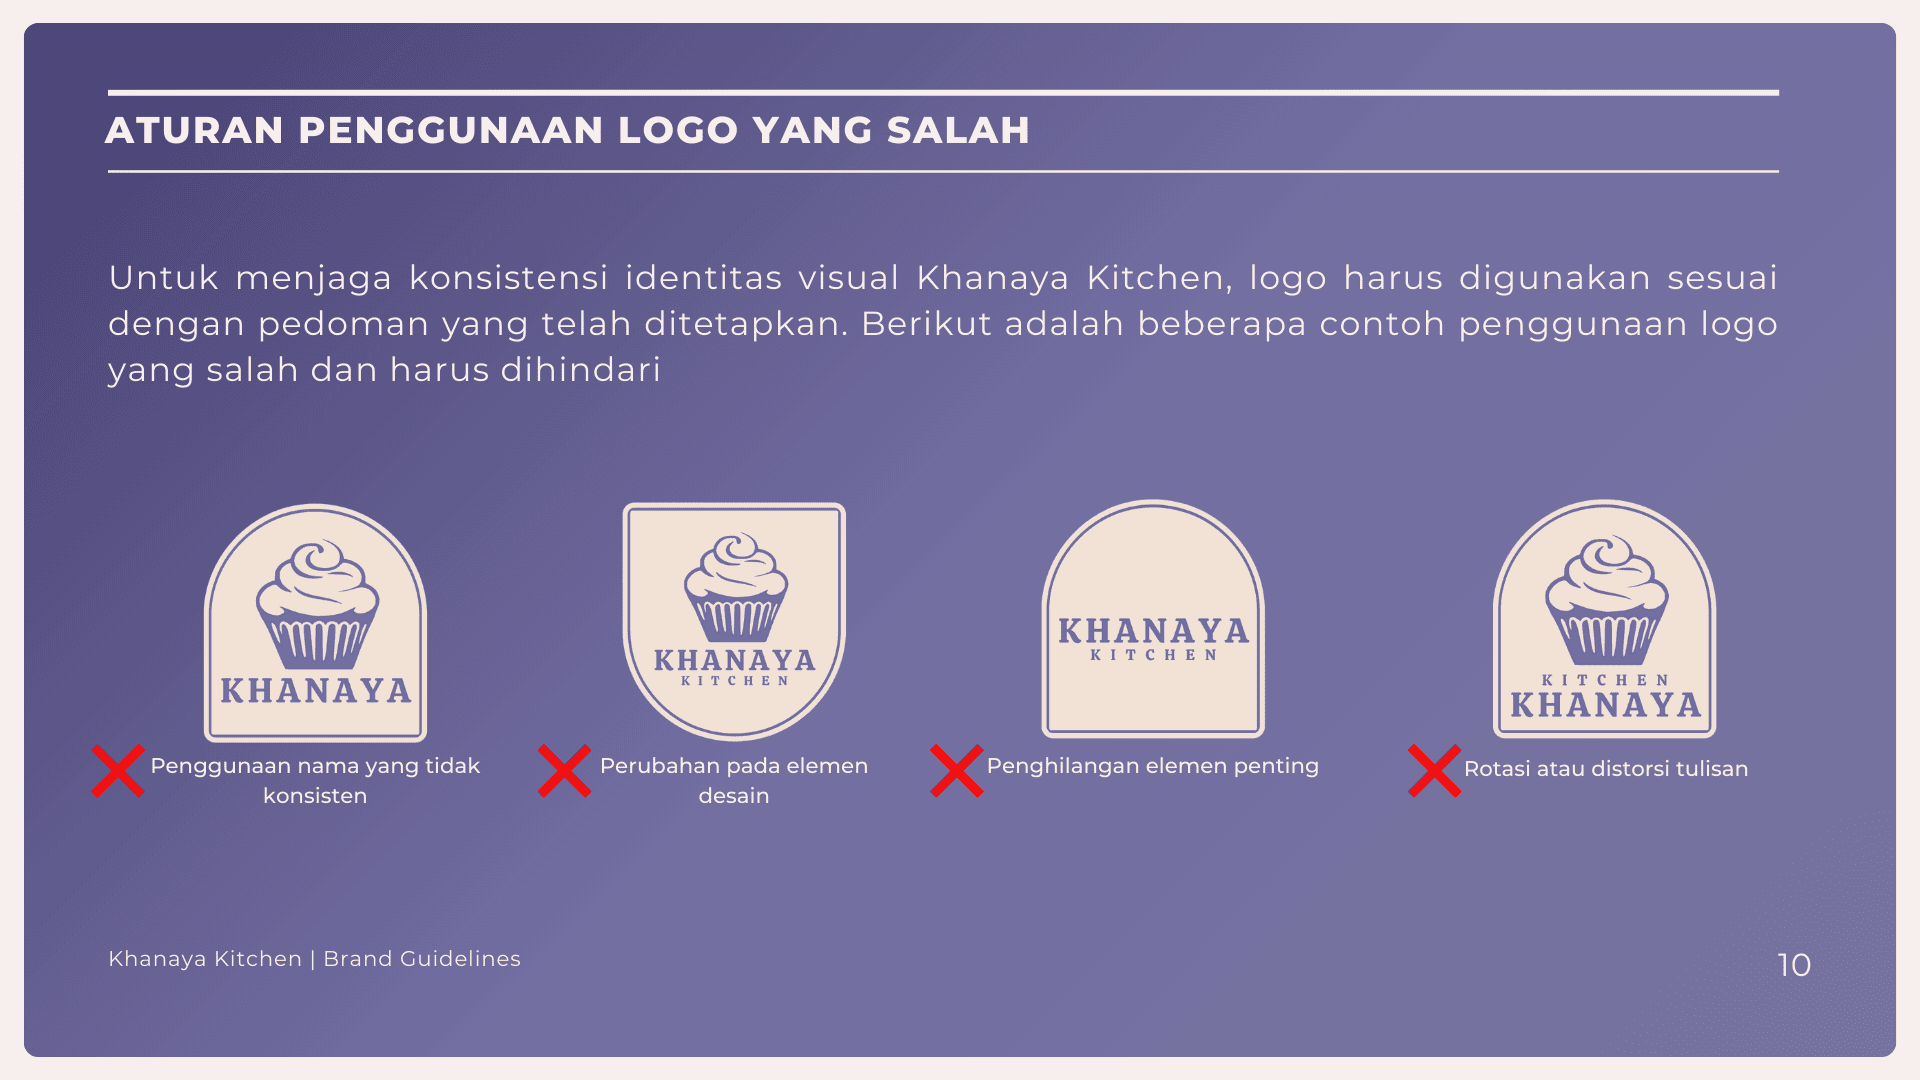 ATURAN PENGGUNAAN LOGO YANG SALAH
Untuk menjaga konsistensi identitas visual Khanaya Kitchen, logo harus digunakan sesuai
dengan pedoman yang telah ditetapkan. Berikut adalah beberapa contoh penggunaan logo
yang salah dan harus dihindari
KHANAYA
Penggunaan nama yang tidak
konsisten
KHANAYA
KITCHEN
Perubahan pada elemen
desain
KHANAYA
KITCHEN
Penghilangan elemen penting
KITCHEN
KHANAYA
Rotasi atau distorsi tulisan
Khanaya Kitchen | Brand Guidelines
10